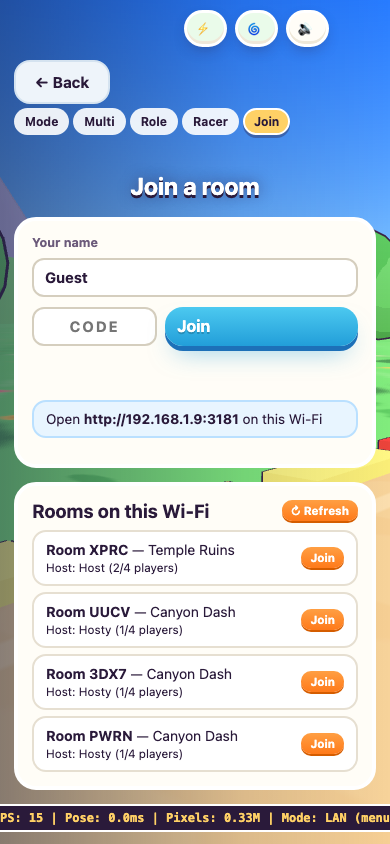 ← Back
Mode Multi Role Racer Join
Join a room
Your name
Guest
CODE Join
Open http://192.168.1.9:3181 on this Wi-Fi
Rooms on this Wi-Fi ↻ Refresh
Room XPRC — Temple Ruins
Host: Host (2/4 players)
Join
Room UUCV — Canyon Dash
Host: Hosty (1/4 players)
Join
Room 3DX7 — Canyon Dash
Host: Hosty (1/4 players)
Join
Room PWRN — Canyon Dash
Host: Hosty (1/4 players)
Join
PS: 15 | Pose: 0.0ms | Pixels: 0.33M | Mode: LAN (menu